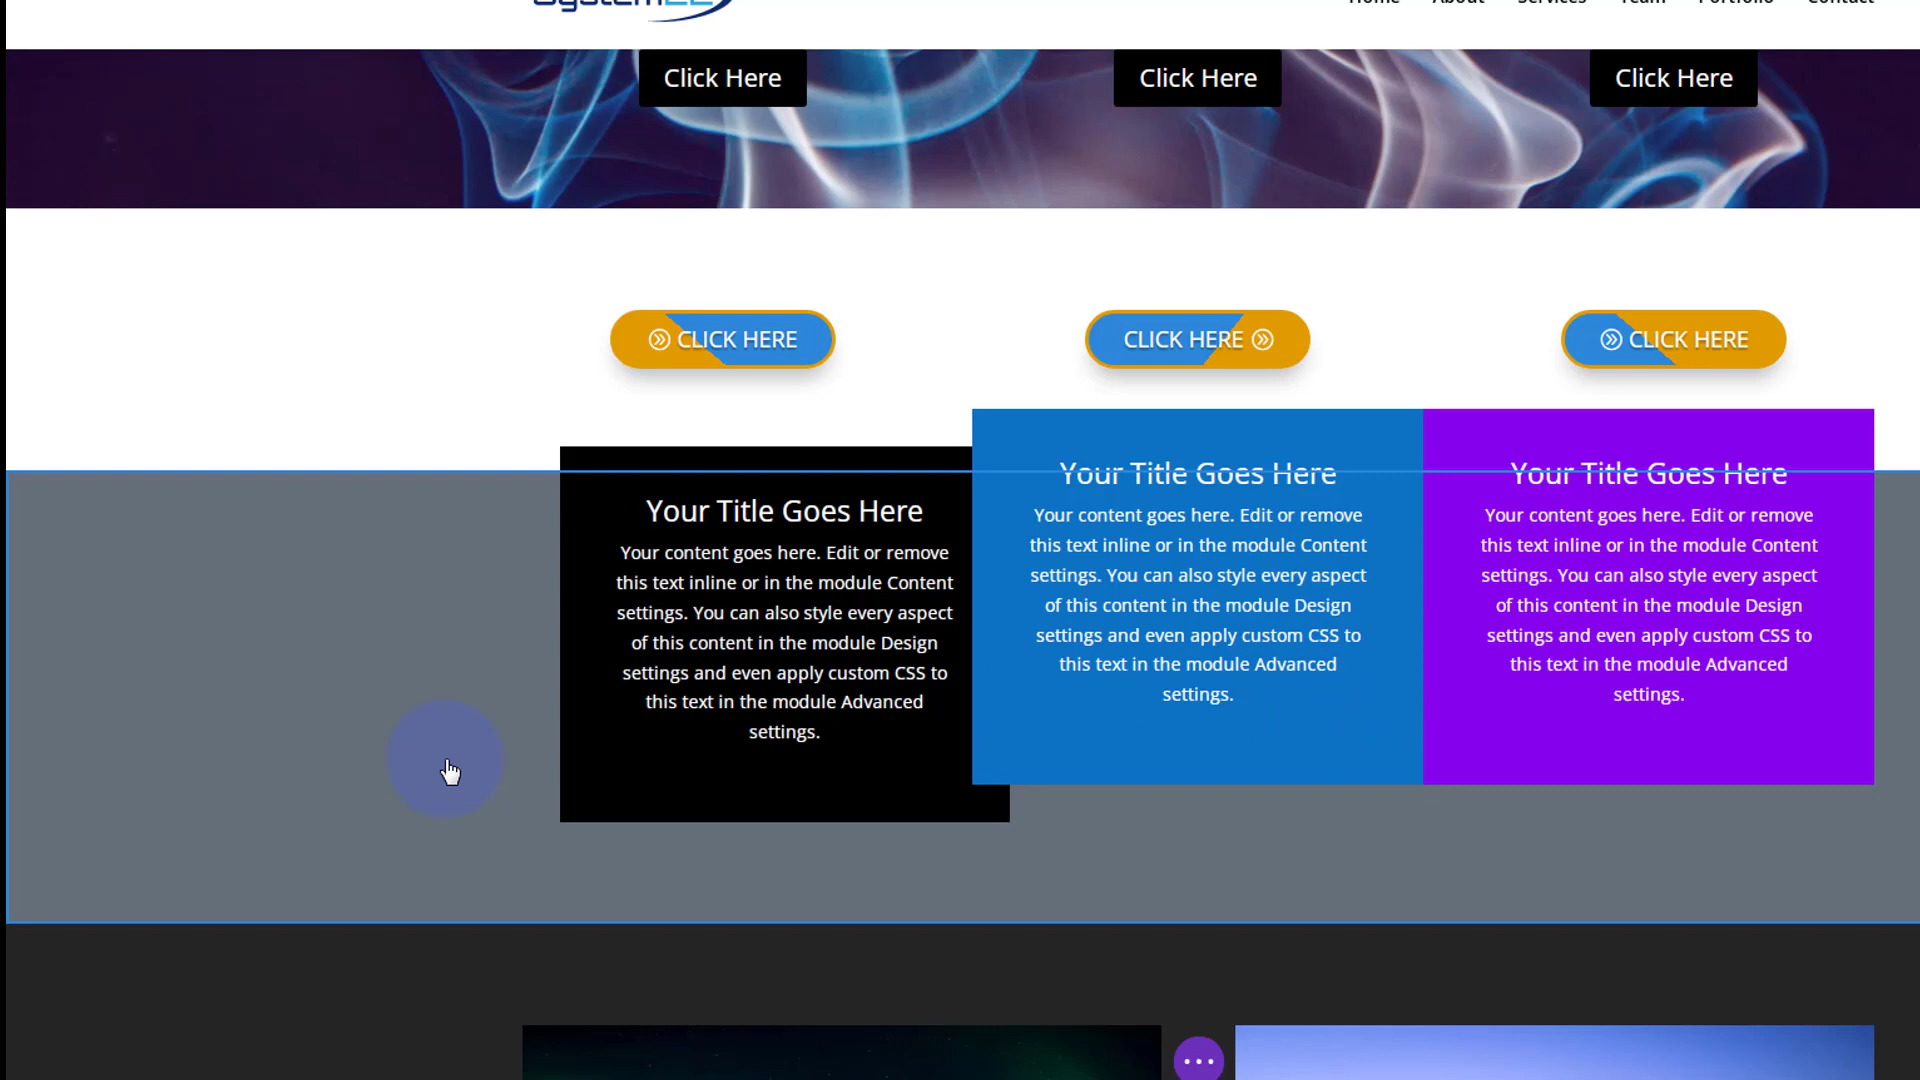 System22
Home About Services Team Portfolio Contact
Click Here
Click Here
Click Here
CLICK HERE
CLICK HERE
CLICK HERE
Your Title Goes Here
Your content goes here. Edit or remove
this text inline or in the module Content
settings. You can also style every aspect
of this content in the module Design
settings and even apply custom CSS to
this text in the module Advanced
settings.
Your Title Goes Here
Your content goes here. Edit or remove
this text inline or in the module Content
settings. You can also style every aspect
of this content in the module Design
settings and even apply custom CSS to
this text in the module Advanced
settings.
Your Title Goes Here
Your content goes here. Edit or remove
this text inline or in the module Content
settings. You can also style every aspect
of this content in the module Design
settings and even apply custom CSS to
this text in the module Advanced
settings.